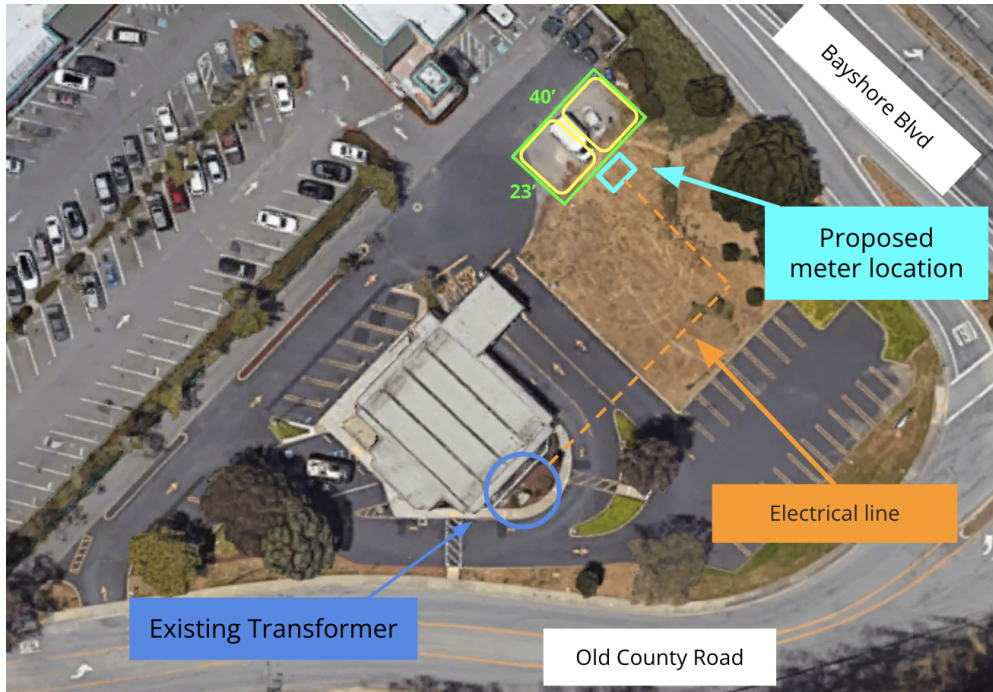 Bayshore Blvd
40’
23’
Proposed
meter location
Electrical line
Existing Transformer
Old County Road